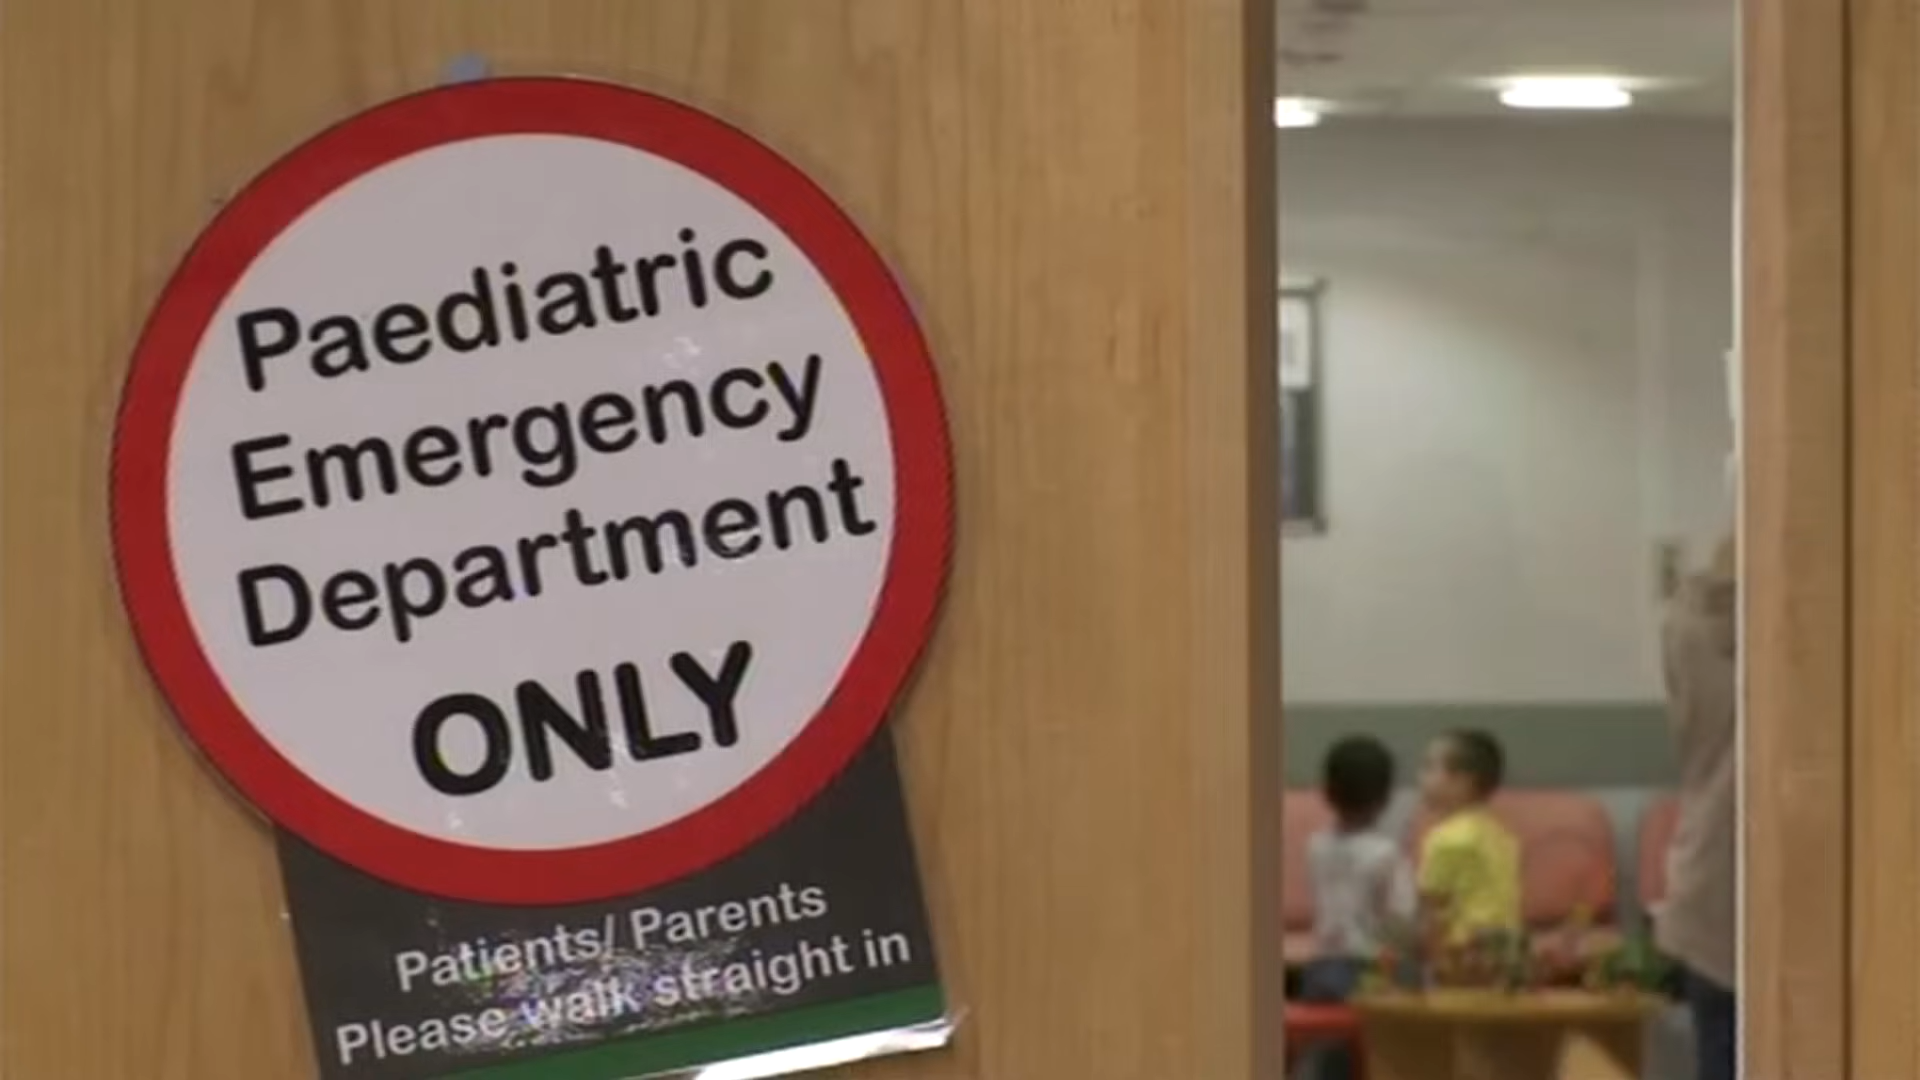 Paediatric
Emergency
Department
ONLY
Patients/ Parents
Please walk straight in